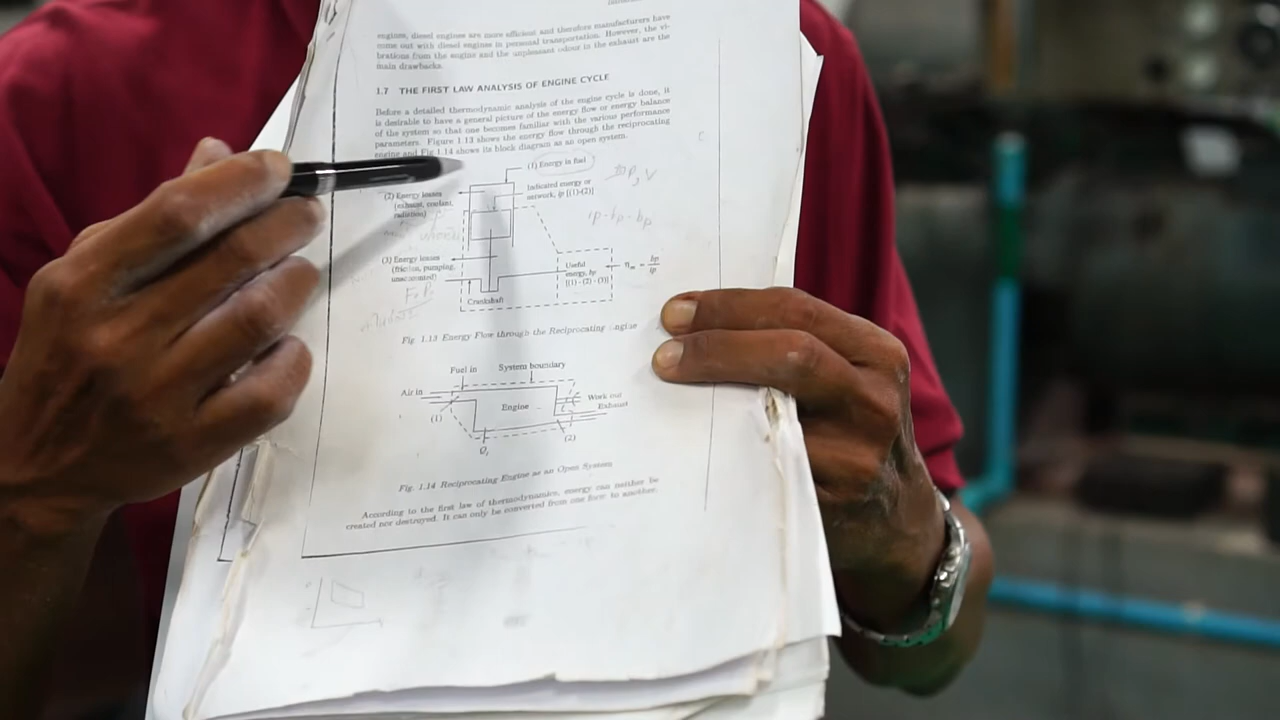 engines, diesel engines are more efficient and therefore manufacturers have
come out with diesel engines in personal transportation. However, the vi-
brations from the engine and the unpleasant odour in the exhaust are the
main drawbacks.
1.7 THE FIRST LAW ANALYSIS OF ENGINE CYCLE
Before a detailed thermodynamic analysis of the engine cycle is done, it
is desirable to have a general picture of the energy flow or energy balance
of the system so that one becomes familiar with the various performance
parameters. Figure 1.13 shows the energy flow through the reciprocating
engine and Fig 1.14 shows its block diagram as an open system.
(1) Energy in fuel
(2) Energy losses
(exhaust, coolant,
radiation)
Indicated energy or
network, ip [(1)-(2)]
ip - bp - bp
(3) Energy losses
(friction, pumping,
Useful
energy, bp
[(1) - (2) - (3)]
ηm = bp
ip
Crankshaft
Fig. 1.13 Energy Flow through the Reciprocating Engine
Fuel in System boundary
Air in
Engine
Work out
Exhaust
(1)
(2)
Fig. 1.14 Reciprocating Engine as an Open System
According to the first law of thermodynamics, energy can neither be
created nor destroyed. It can only be converted from one form to another.